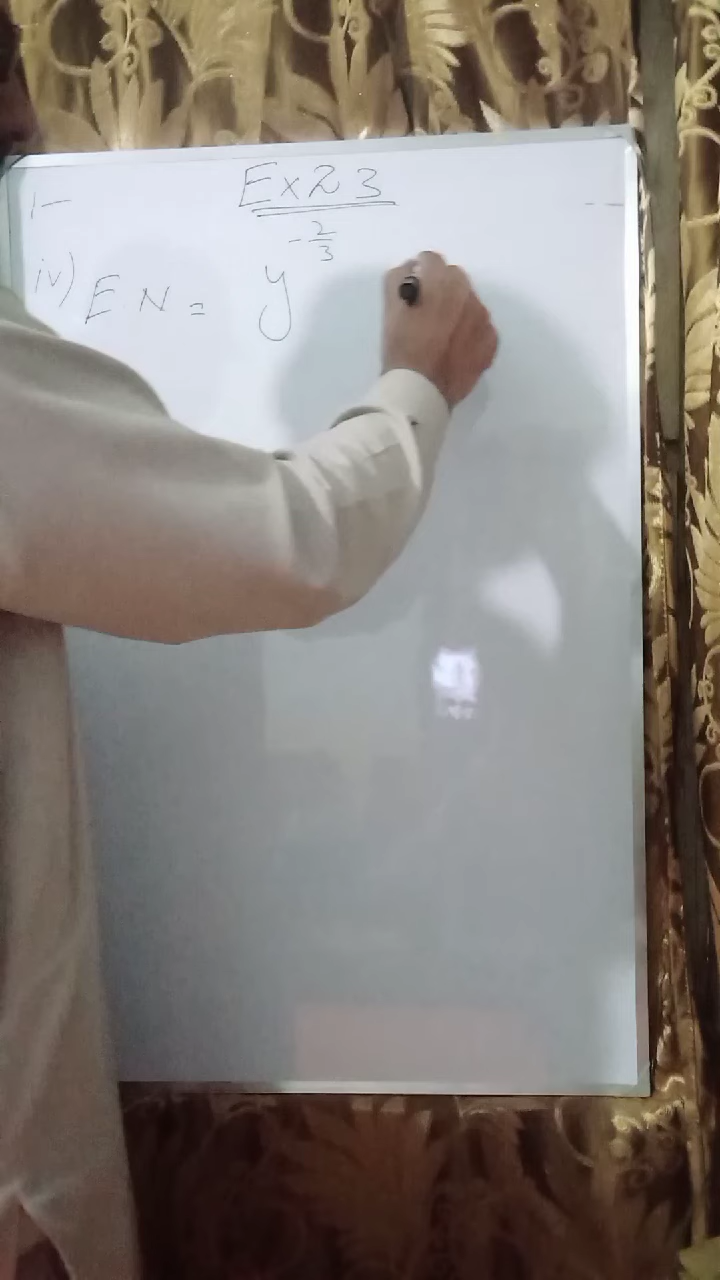 Ex 2 3
1-
iv) E.N = y^(-2/3)